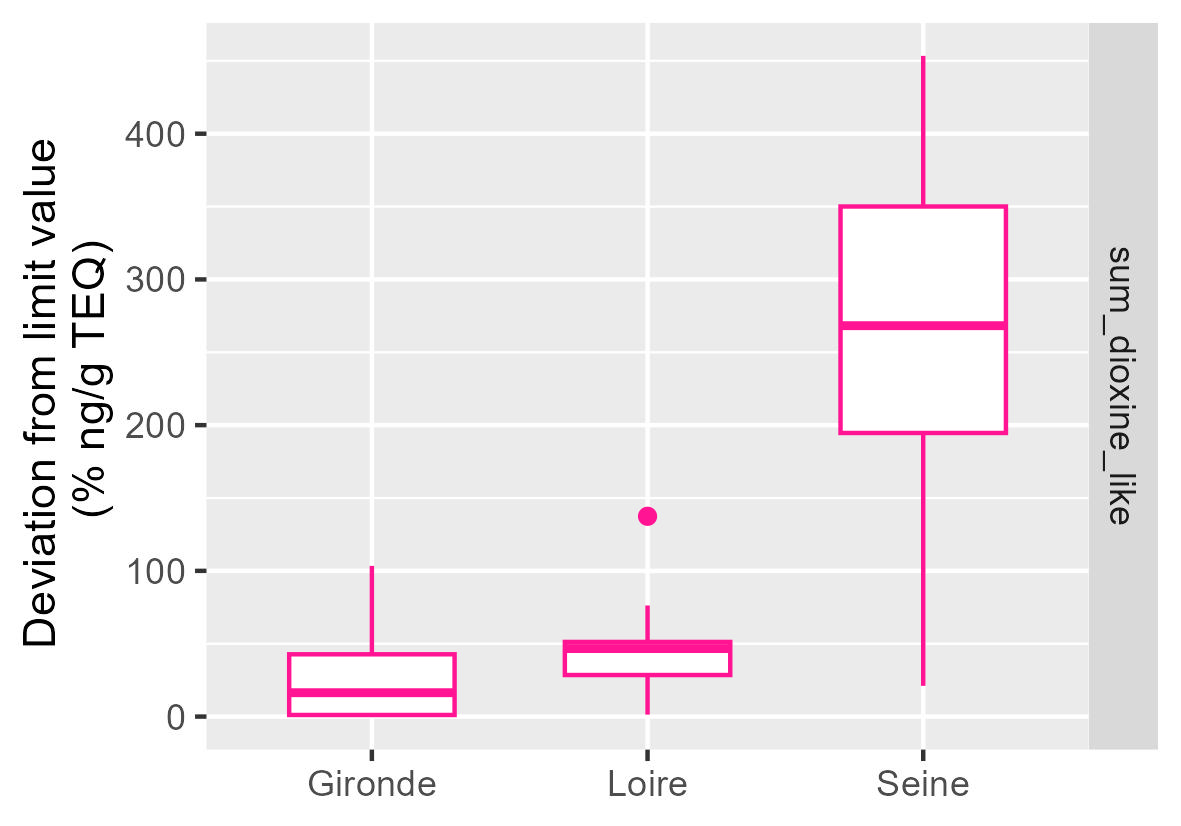 Deviation from limit value
(% ng/g TEQ)
400
300
200
100
0
Gironde
Loire
Seine
sum_dioxine_like